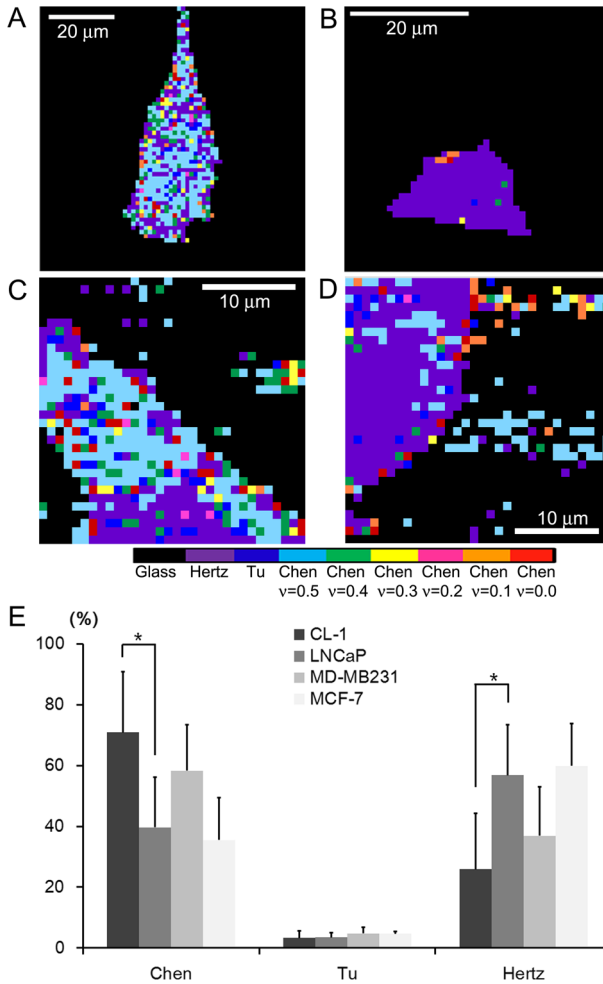 A
20 μm
B
20 μm
C
10 μm
D
10 μm
Glass Hertz Tu Chen Chen Chen Chen Chen Chen
ν=0.5 ν=0.4 ν=0.3 ν=0.2 ν=0.1 ν=0.0
E
(%)
100
80
60
40
20
0
*
*
CL-1
LNCaP
MD-MB231
MCF-7
Chen Tu Hertz